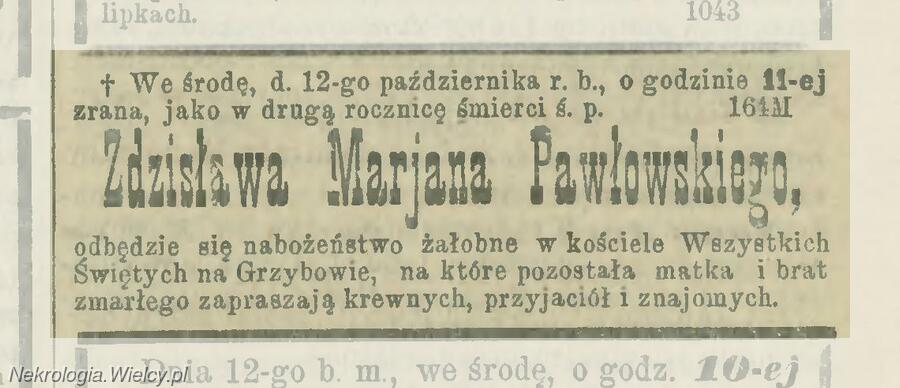 lipkach. 1043
† We środę, d. 12-go października r. b., o godzinie 11-ej
zrana, jako w drugą rocznicę śmierci ś. p. 1641M
Zdzisława Marjana Pawłowskiego,
odbędzie się nabożeństwo żałobne w kościele Wszystkich
Świętych na Grzybowie, na które pozostała matka i brat
zmarłego zapraszają krewnych, przyjaciół i znajomych.
Dnia 12-go b. m., we środę, o godz. 10-ej
Nekrologia.Wielcy.pl